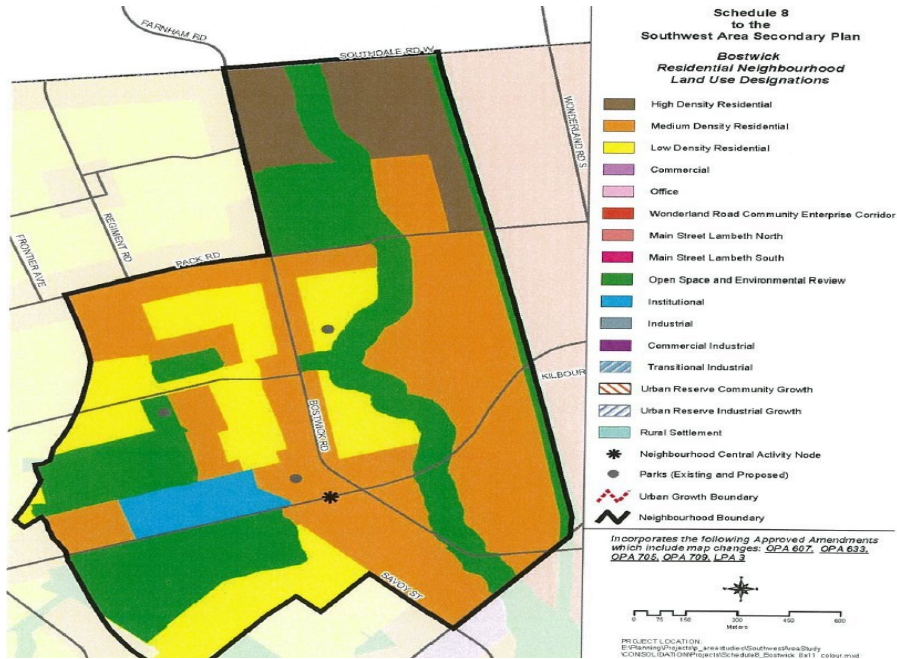 Schedule 8
to the
Southwest Area Secondary Plan
Bostwick
Residential Neighbourhood
Land Use Designations
High Density Residential
Medium Density Residential
Low Density Residential
Commercial
Office
Wonderland Road Community Enterprise Corridor
Main Street Lambeth North
Main Street Lambeth South
Open Space and Environmental Review
Institutional
Industrial
Commercial Industrial
Transitional Industrial
Urban Reserve Community Growth
Urban Reserve Industrial Growth
Rural Settlement
Neighbourhood Central Activity Node
Parks (Existing and Proposed)
Urban Growth Boundary
Neighbourhood Boundary
Incorporates the following Approved Amendments
which include map changes: OPA 607, OPA 633,
OPA 705, OPA 709, LPA 3
0 75 150 300 450 600
Meters
PROJECT LOCATION:
FARNHAM RD
SOUTHDALE RD W
WONDERLAND RD S
FRONTIER AVE
REGIMENT RD
PACK RD
BOSTWICK RD
KILBOUR
SAVOY ST